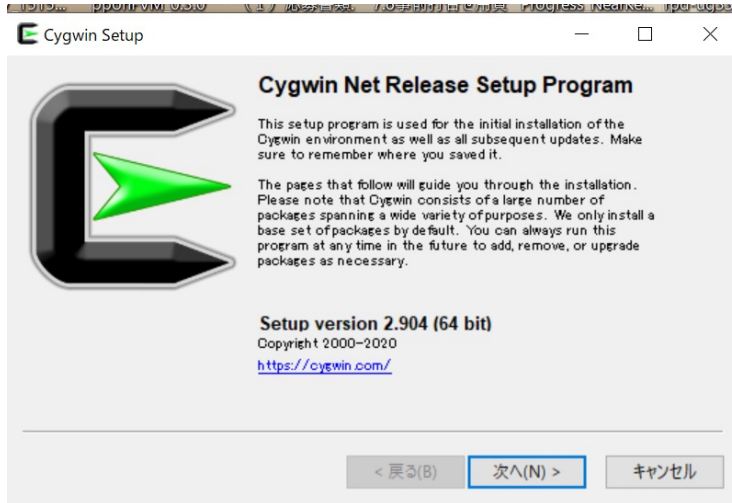 Cygwin Setup
Cygwin Net Release Setup Program
This setup program is used for the initial installation of the
Cygwin environment as well as all subsequent updates. Make
sure to remember where you saved it.
The pages that follow will guide you through the installation.
Please note that Cygwin consists of a large number of
packages spanning a wide variety of purposes. We only install a
base set of packages by default. You can always run this
program at any time in the future to add, remove, or upgrade
packages as necessary.
Setup version 2.904 (64 bit)
Copyright 2000-2020
https://cygwin.com/
< 戻る(B)
次へ(N) >
キャンセル